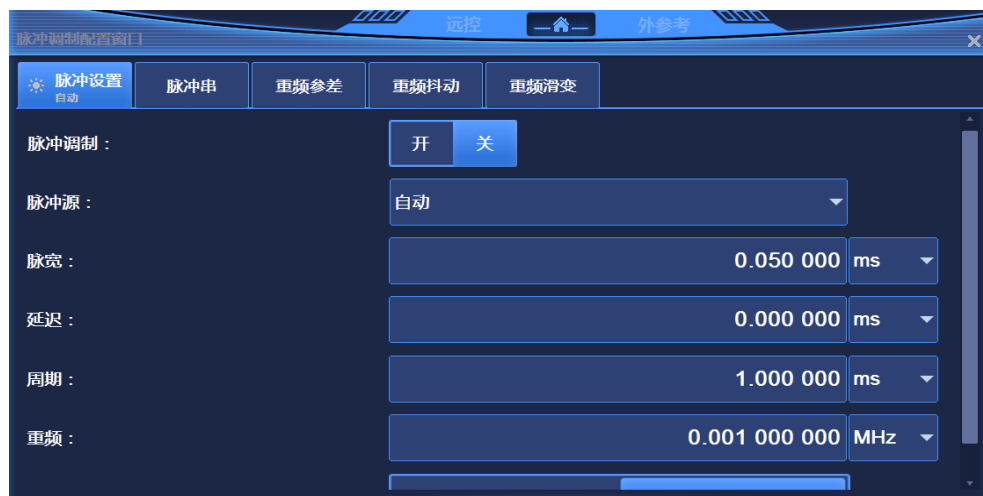 远控
外参考
脉冲调制配置窗口
脉冲设置
自动
脉冲串
重频参差
重频抖动
重频滑变
脉冲调制：
开
关
脉冲源：
自动
脉宽：
0.050 000 ms
延迟：
0.000 000 ms
周期：
1.000 000 ms
重频：
0.001 000 000 MHz